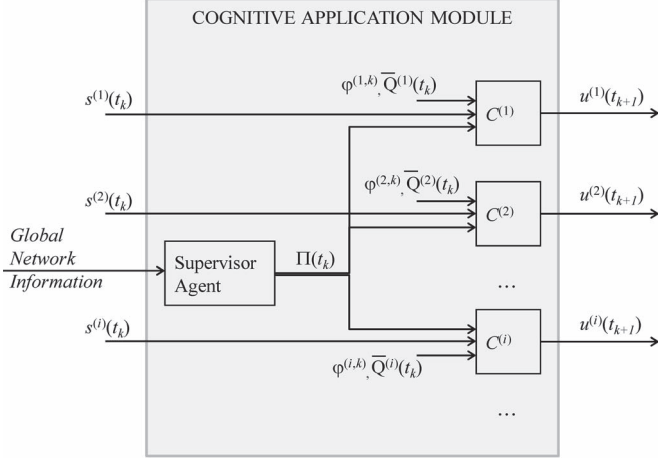 COGNITIVE APPLICATION MODULE
φ⁽¹,ᵏ⁾, Q̅⁽¹⁾(tₖ)
s⁽¹⁾(tₖ)
C⁽¹⁾
u⁽¹⁾(tₖ₊₁)
φ⁽²,ᵏ⁾, Q̅⁽²⁾(tₖ)
s⁽²⁾(tₖ)
C⁽²⁾
u⁽²⁾(tₖ₊₁)
Global
Network
Information
Supervisor
Agent
Π(tₖ)
...
s⁽ⁱ⁾(tₖ)
C⁽ⁱ⁾
u⁽ⁱ⁾(tₖ₊₁)
φ⁽ⁱ,ᵏ⁾, Q̅⁽ⁱ⁾(tₖ)
...